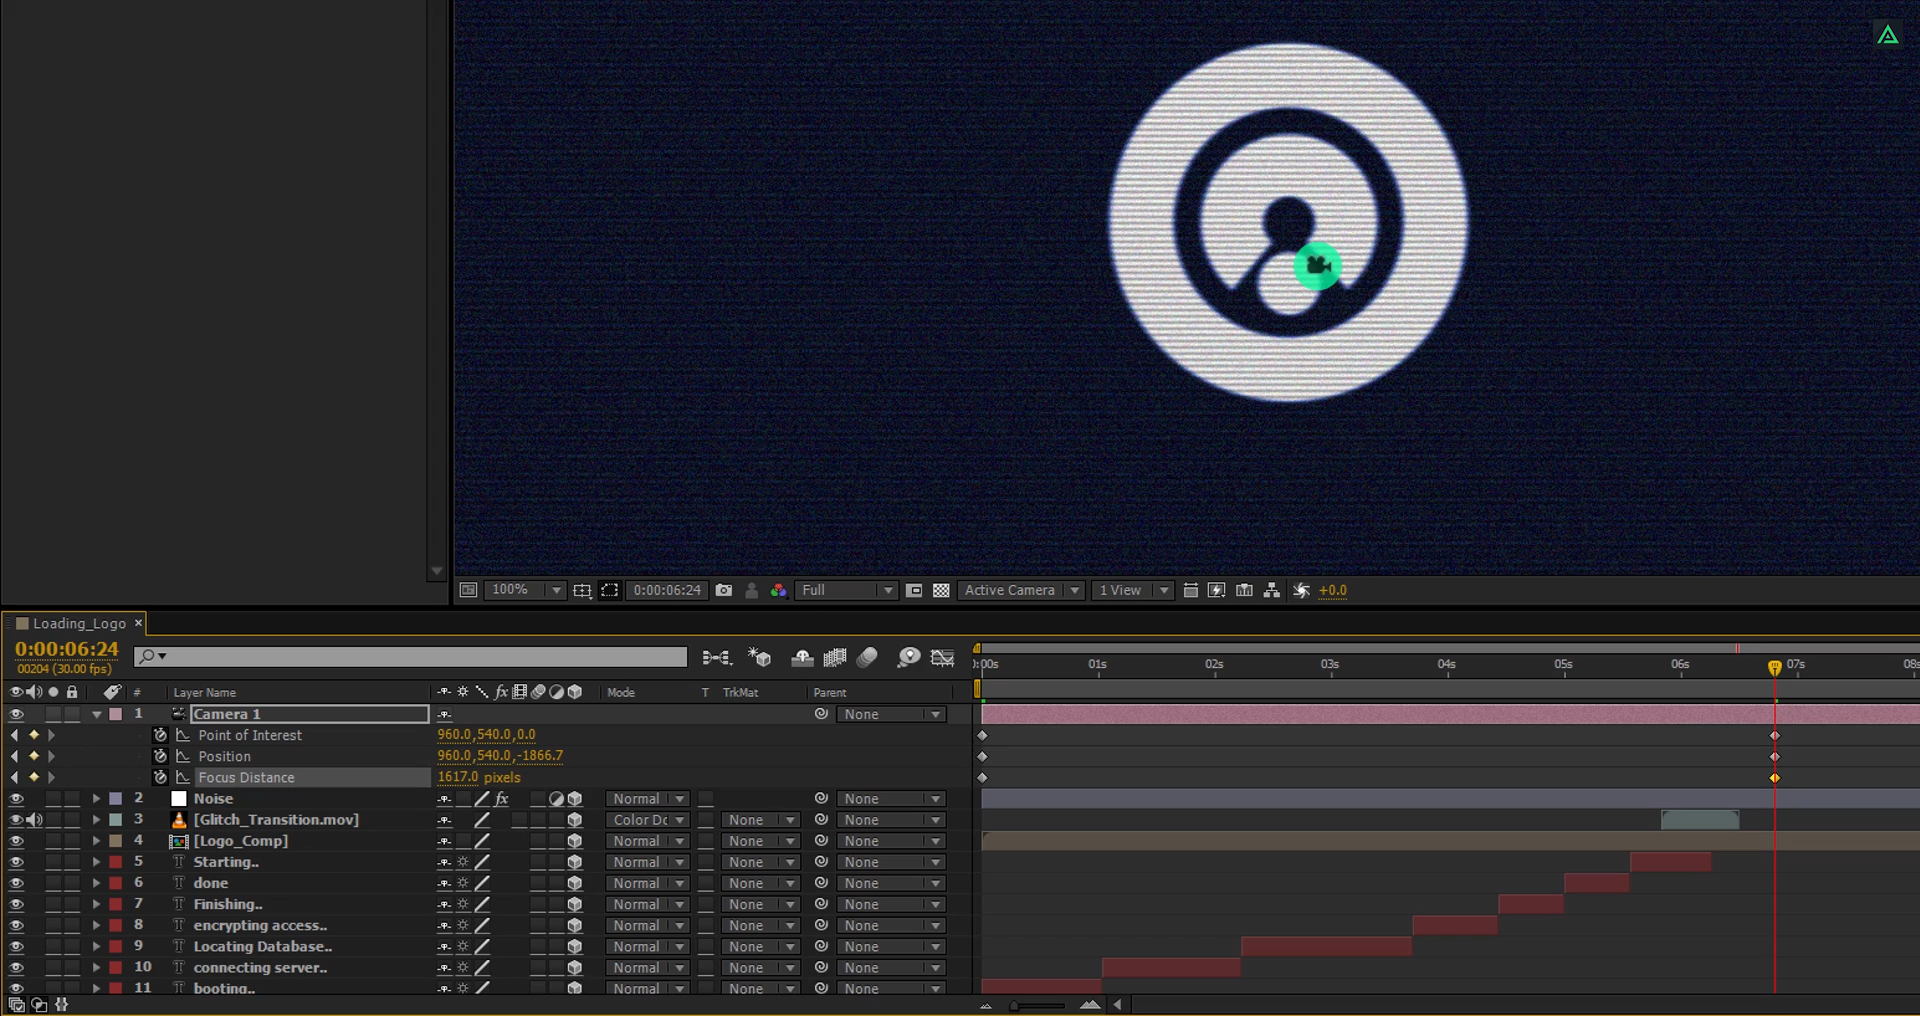 100%
0:00:06:24
Full
Active Camera
1 View
+0.0
Loading_Logo ×
0:00:06:24
00204 (30.00 fps)
:00s 01s 02s 03s 04s 05s 06s 07s 08s
# Layer Name fx Mode T TrkMat Parent
1 Camera 1 None
Point of Interest 960.0,540.0,0.0
Position 960.0,540.0,-1866.7
Focus Distance 1617.0 pixels
2 Noise fx Normal None
3 [Glitch_Transition.mov] Color Dc None None
4 [Logo_Comp] Normal None None
5 T Starting.. Normal None None
6 T done Normal None None
7 T Finishing.. Normal None None
8 T encrypting access.. Normal None None
9 T Locating Database.. Normal None None
10 T connecting server.. Normal None None
11 T booting.. Normal None None